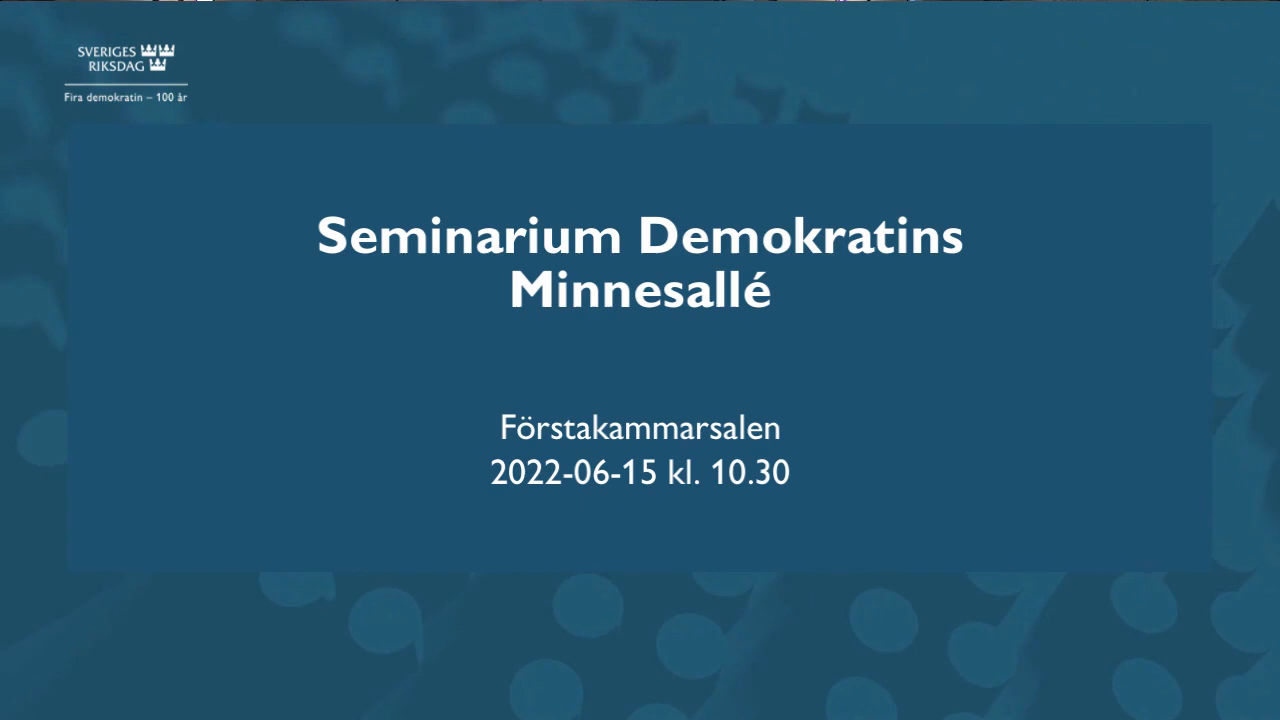 SVERIGES
RIKSDAG
Fira demokratin – 100 år
Seminarium Demokratins
Minnesallé
Förstakammarsalen
2022-06-15 kl. 10.30